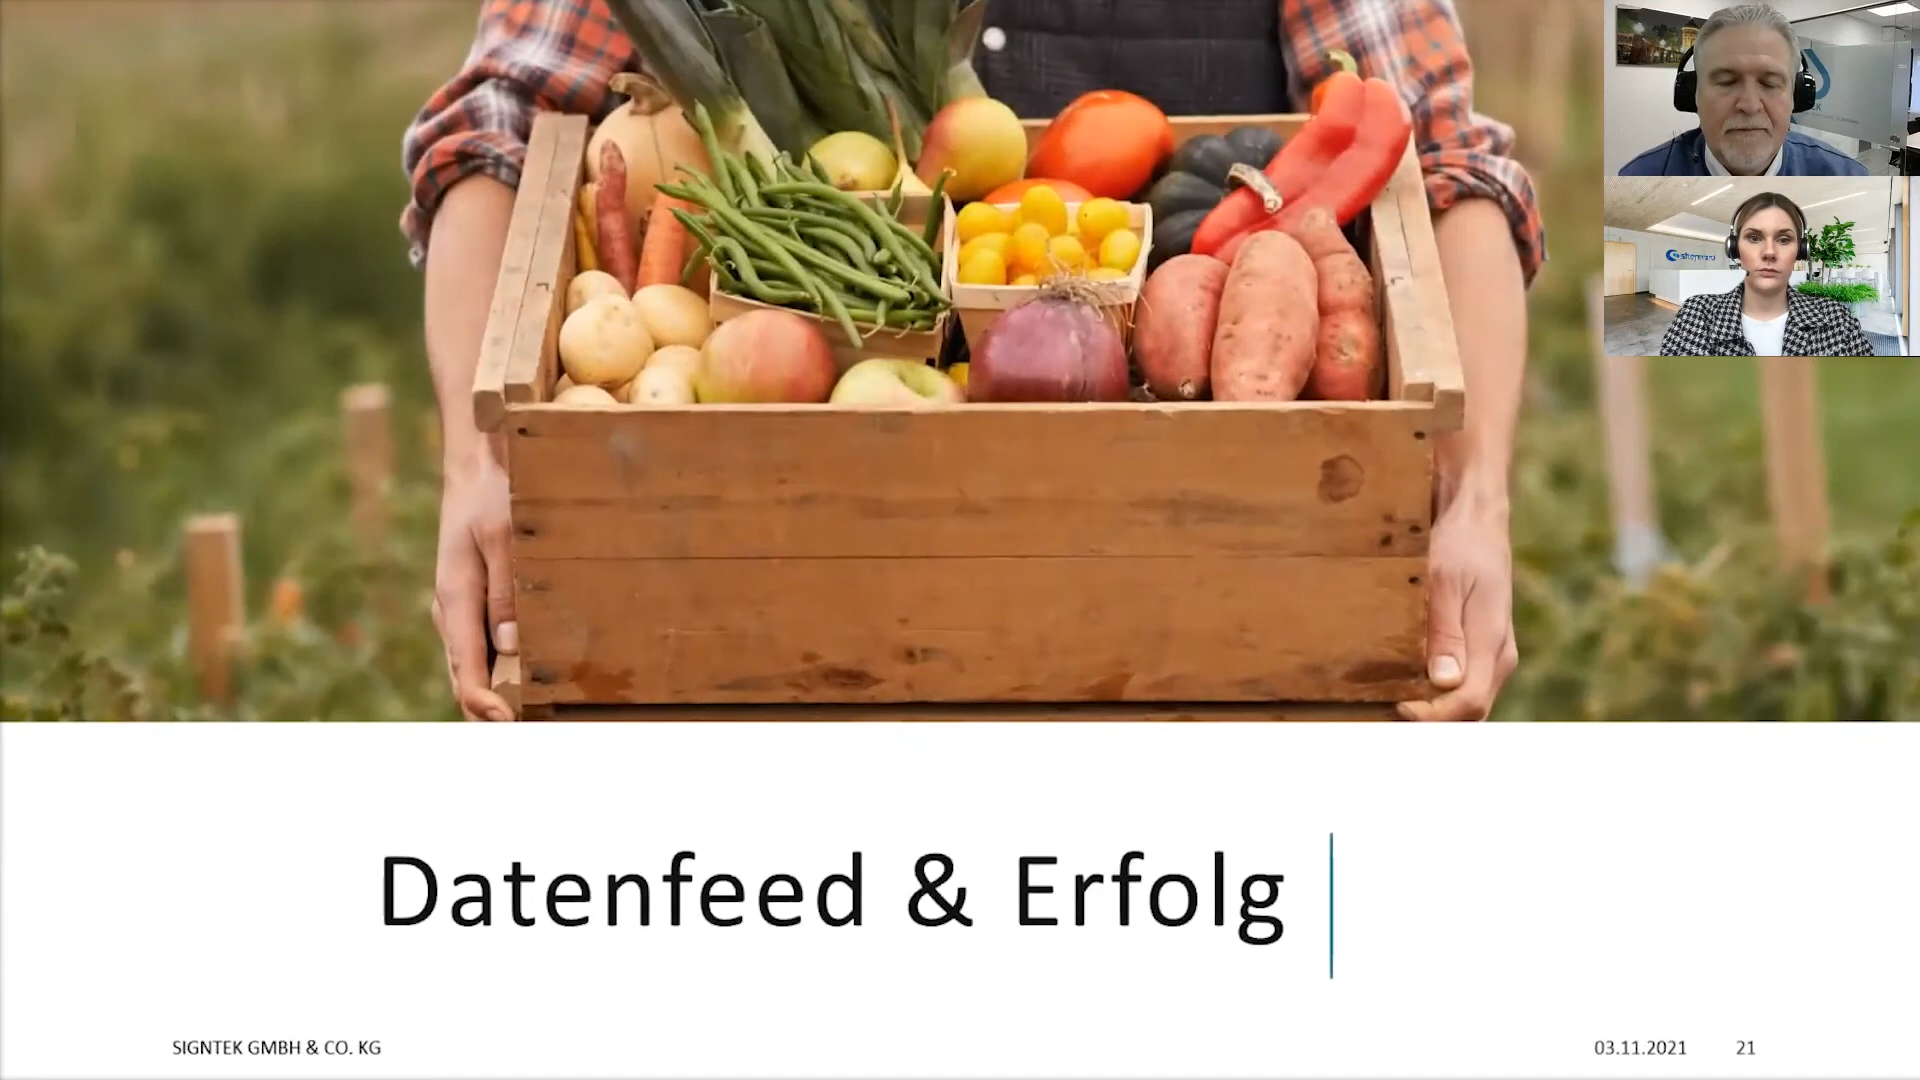 Datenfeed & Erfolg
SIGNTEK GMBH & CO. KG
03.11.2021
21